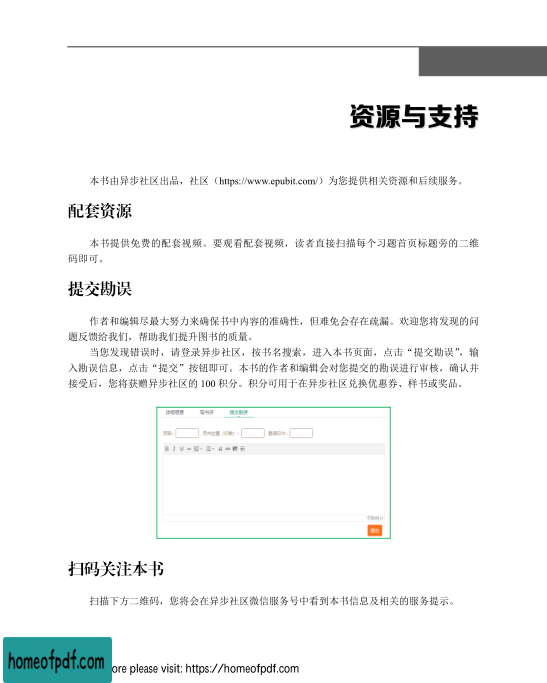 资源与支持
本书由异步社区出品，社区（https://www.epubit.com/）为您提供相关资源和后续服务。
配套资源
本书提供免费的配套视频。要观看配套视频，读者直接扫描每个习题首页标题旁的二维
码即可。
提交勘误
作者和编辑尽最大努力来确保书中内容的准确性，但难免会存在疏漏。欢迎您将发现的问
题反馈给我们，帮助我们提升图书的质量。
当您发现错误时，请登录异步社区，按书名搜索，进入本书页面，点击“提交勘误”，输
入勘误信息，点击“提交”按钮即可。本书的作者和编辑会对您提交的勘误进行审核，确认并
接受后，您将获赠异步社区的 100 积分。积分可用于在异步社区兑换优惠券、样书或奖品。
详细信息 写书评 提交勘误
页码： 页内位置（行数）： 勘误印次：
B I U
字数统计
提交
扫码关注本书
扫描下方二维码，您将会在异步社区微信服务号中看到本书信息及相关的服务提示。
homeofpdf.com
ore please visit: https://homeofpdf.com